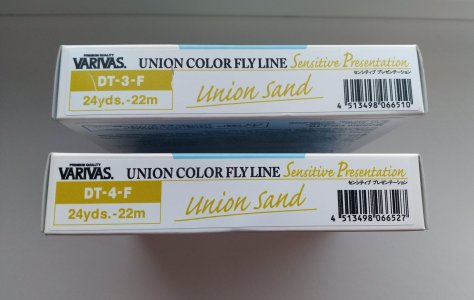 PREMIUM QUALITY
VARIVAS. UNION COLOR FLY LINE Sensitive Presentation
センシティブ プレゼンテーション
DT-3-F
24yds.-22m
Union Sand
4 513498 066510
PREMIUM QUALITY
VARIVAS. UNION COLOR FLY LINE Sensitive Presentation
センシティブ プレゼンテーション
DT-4-F
24yds.-22m
Union Sand
4 513498 066527